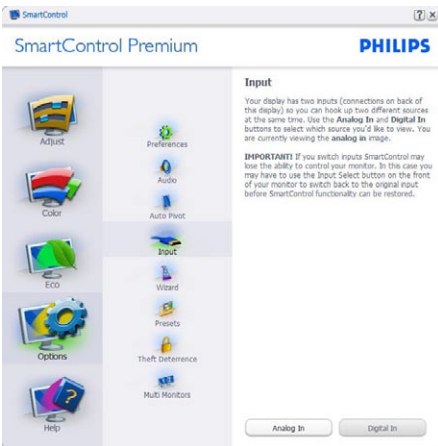 SmartControl
SmartControl Premium
PHILIPS
Adjust
Color
Eco
Options
Help
Preferences
Audio
Auto Pivot
Input
Wizard
Presets
Theft Deterrence
Multi Monitors
Input
Your display has two inputs (connections on back of
this display) so you can hook up two different sources
at the same time. Use the Analog In and Digital In
buttons to select which source you'd like to view. You
are currently viewing the analog in image.
IMPORTANT! If you switch inputs SmartControl may
lose the ability to control your monitor. In this case you
may have to use the Input Select button on the front
of your monitor to switch back to the original input
before SmartControl functionality can be restored.
Analog In
Digital In